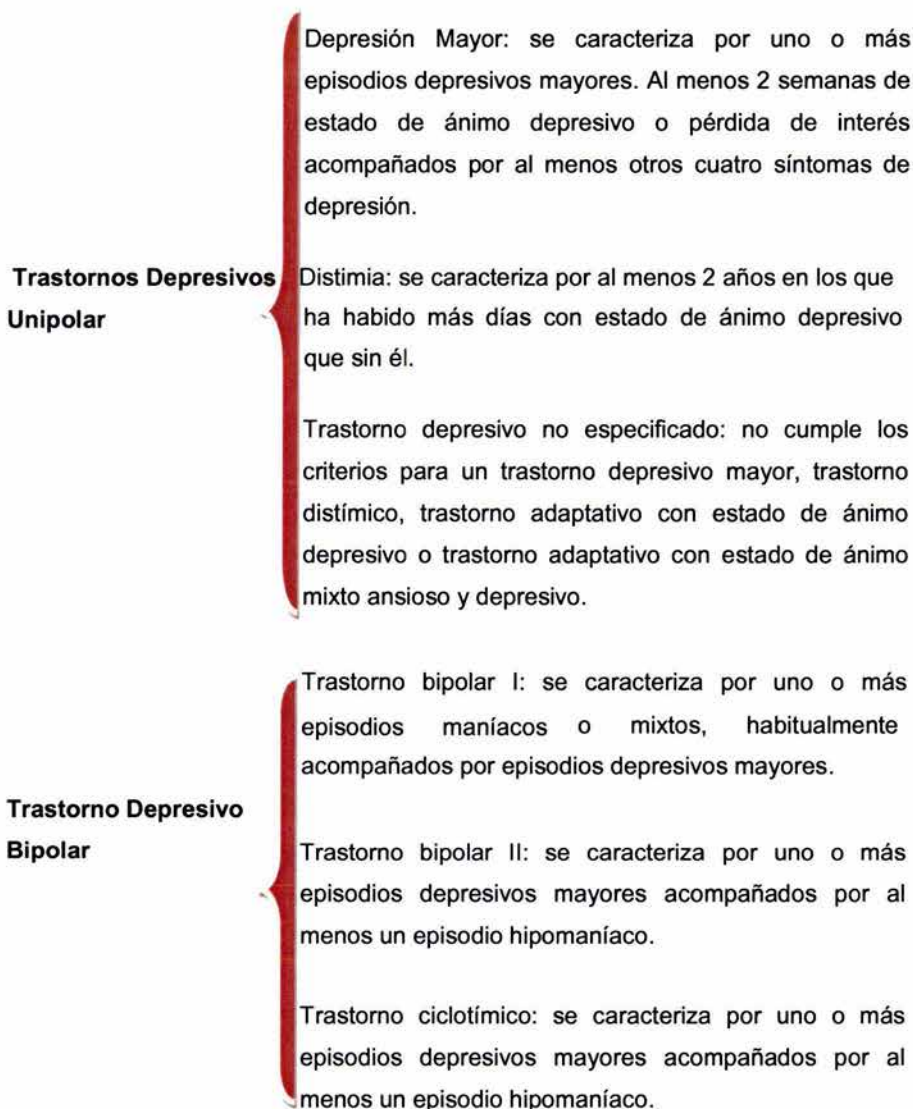 Depresión Mayor: se caracteriza por uno o más
episodios depresivos mayores. Al menos 2 semanas de
estado de ánimo depresivo o pérdida de interés
acompañados por al menos otros cuatro síntomas de
depresión.
Trastornos Depresivos
Unipolar
Distimia: se caracteriza por al menos 2 años en los que
ha habido más días con estado de ánimo depresivo
que sin él.
Trastorno depresivo no especificado: no cumple los
criterios para un trastorno depresivo mayor, trastorno
distímico, trastorno adaptativo con estado de ánimo
depresivo o trastorno adaptativo con estado de ánimo
mixto ansioso y depresivo.
Trastorno Depresivo
Bipolar
Trastorno bipolar I: se caracteriza por uno o más
episodios maníacos o mixtos, habitualmente
acompañados por episodios depresivos mayores.
Trastorno bipolar II: se caracteriza por uno o más
episodios depresivos mayores acompañados por al
menos un episodio hipomaníaco.
Trastorno ciclotímico: se caracteriza por uno o más
episodios depresivos mayores acompañados por al
menos un episodio hipomaníaco.